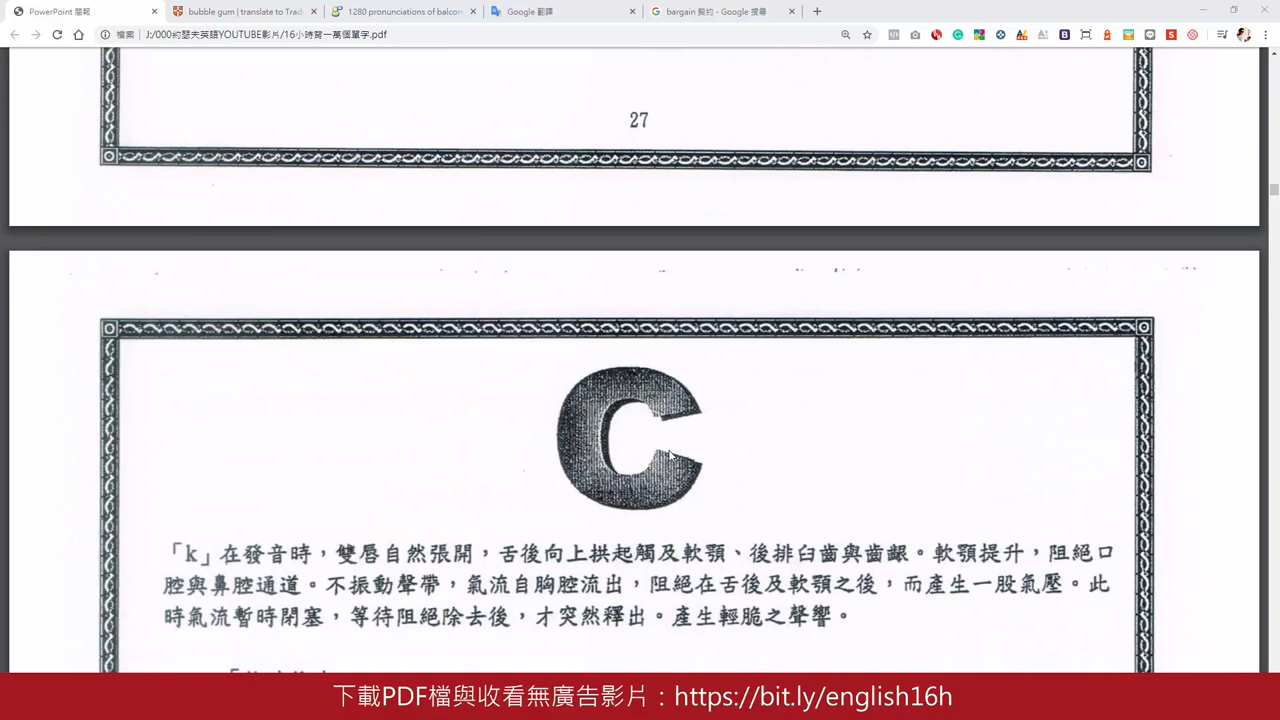 PowerPoint 簡報
bubble gum | translate to Trad
1280 pronunciations of balcon
Google 翻譯
bargain 契約 - Google 搜尋
檔案 | J:/000約瑟夫英語YOUTUBE影片/16小時背一萬個單字.pdf
27
C
「k」在發音時，雙唇自然張開，舌後向上拱起觸及軟顎、後排臼齒與齒齦。軟顎提升，阻絕口
腔與鼻腔通道。不振動聲帶，氣流自胸腔流出，阻絕在舌後及軟顎之後，而產生一股氣壓。此
時氣流暫時閉塞，等待阻絕除去後，才突然釋出。產生輕脆之聲響。
下載PDF檔與收看無廣告影片：https://bit.ly/english16h